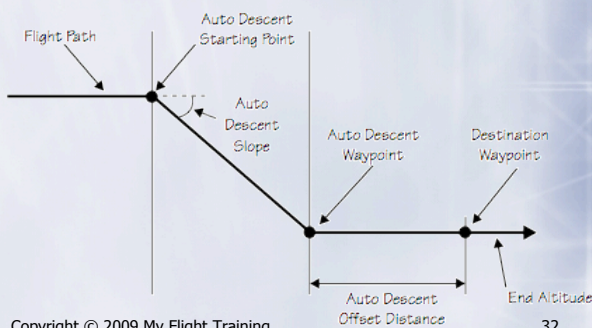 Auto Descent
Starting Point
Flight Path
Auto
Descent
Slope
Auto Descent
Waypoint
Destination
Waypoint
Auto Descent
Offset Distance
End Altitude
Copyright © 2009 My Flight Training
32